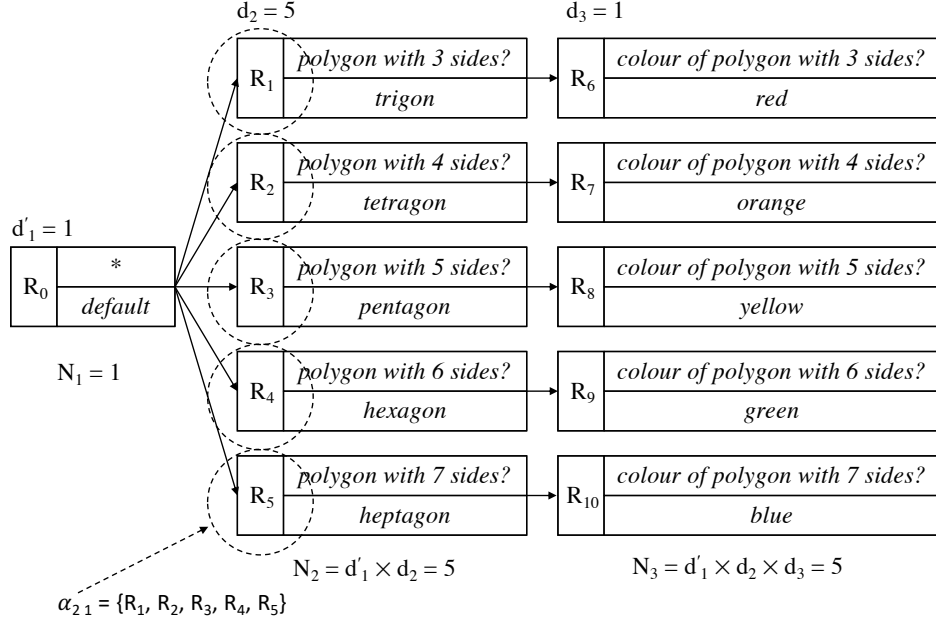 d₂ = 5
d₃ = 1
R₁
polygon with 3 sides?
trigon
R₆
colour of polygon with 3 sides?
red
R₂
polygon with 4 sides?
tetragon
R₇
colour of polygon with 4 sides?
orange
d'₁ = 1
R₀
*
default
N₁ = 1
R₃
polygon with 5 sides?
pentagon
R₈
colour of polygon with 5 sides?
yellow
R₄
polygon with 6 sides?
hexagon
R₉
colour of polygon with 6 sides?
green
R₅
polygon with 7 sides?
heptagon
R₁₀
colour of polygon with 7 sides?
blue
N₂ = d'₁ × d₂ = 5
N₃ = d'₁ × d₂ × d₃ = 5
α₂ ₁ = {R₁, R₂, R₃, R₄, R₅}